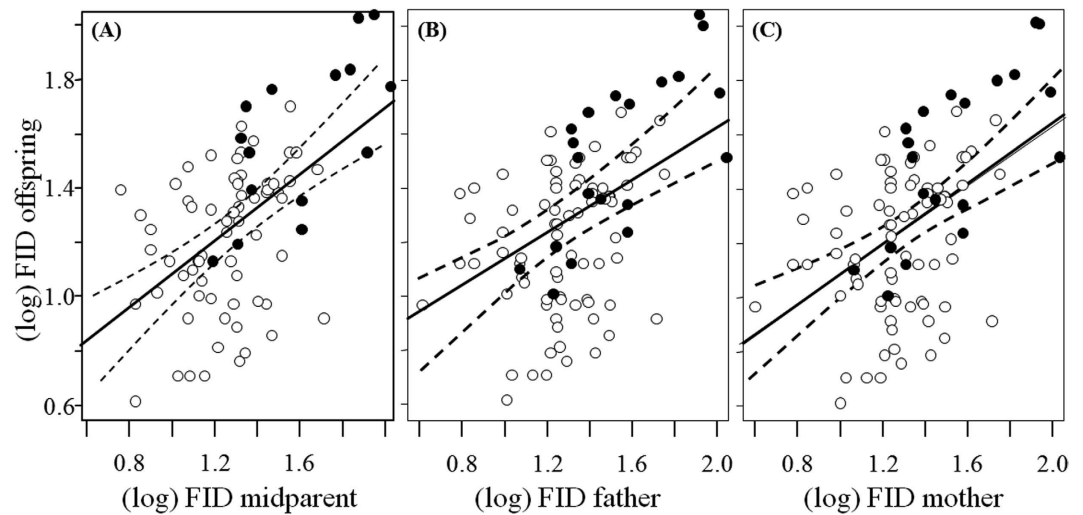 (A) (B) (C)
(log) FID offspring
1.8
1.4
1.0
0.6
0.8 1.2 1.6 0.8 1.2 1.6 2.0 0.8 1.2 1.6 2.0
(log) FID midparent (log) FID father (log) FID mother